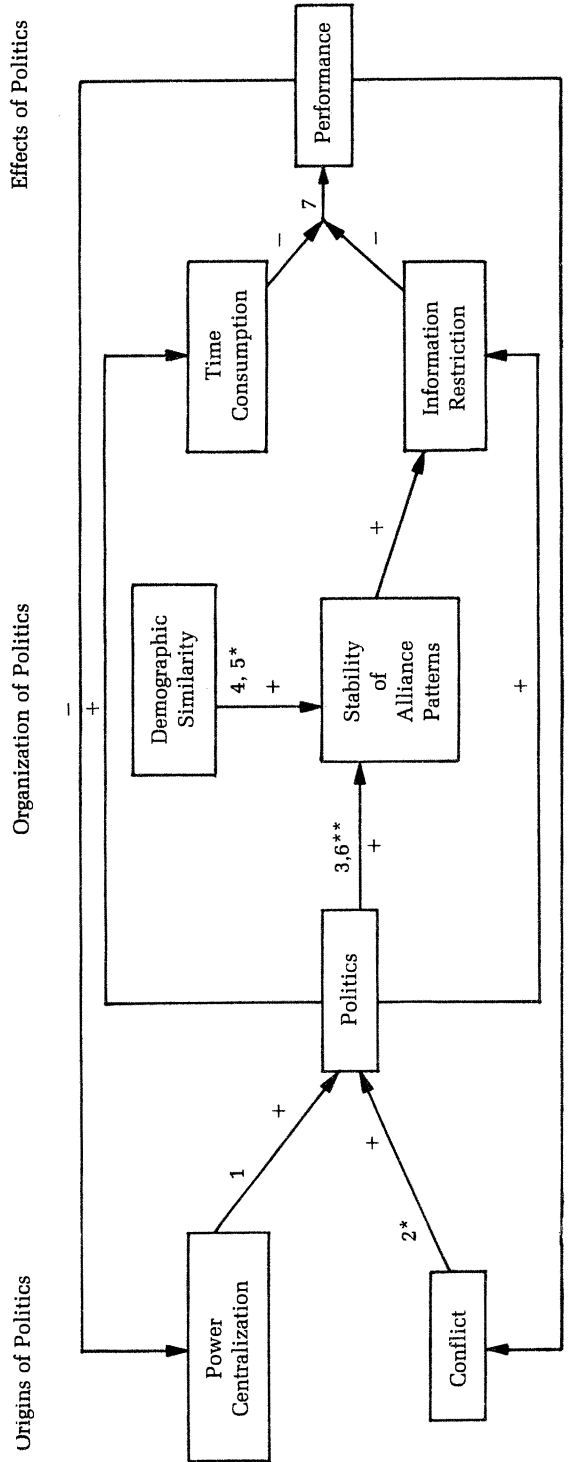 Origins of Politics
Organization of Politics
Effects of Politics
−
+
Power
Centralization
1
+
Conflict
2*
+
Politics
3,6**
+
Demographic
Similarity
4, 5*
+
Stability
of
Alliance
Patterns
+
+
Time
Consumption
−
Information
Restriction
−
7
Performance